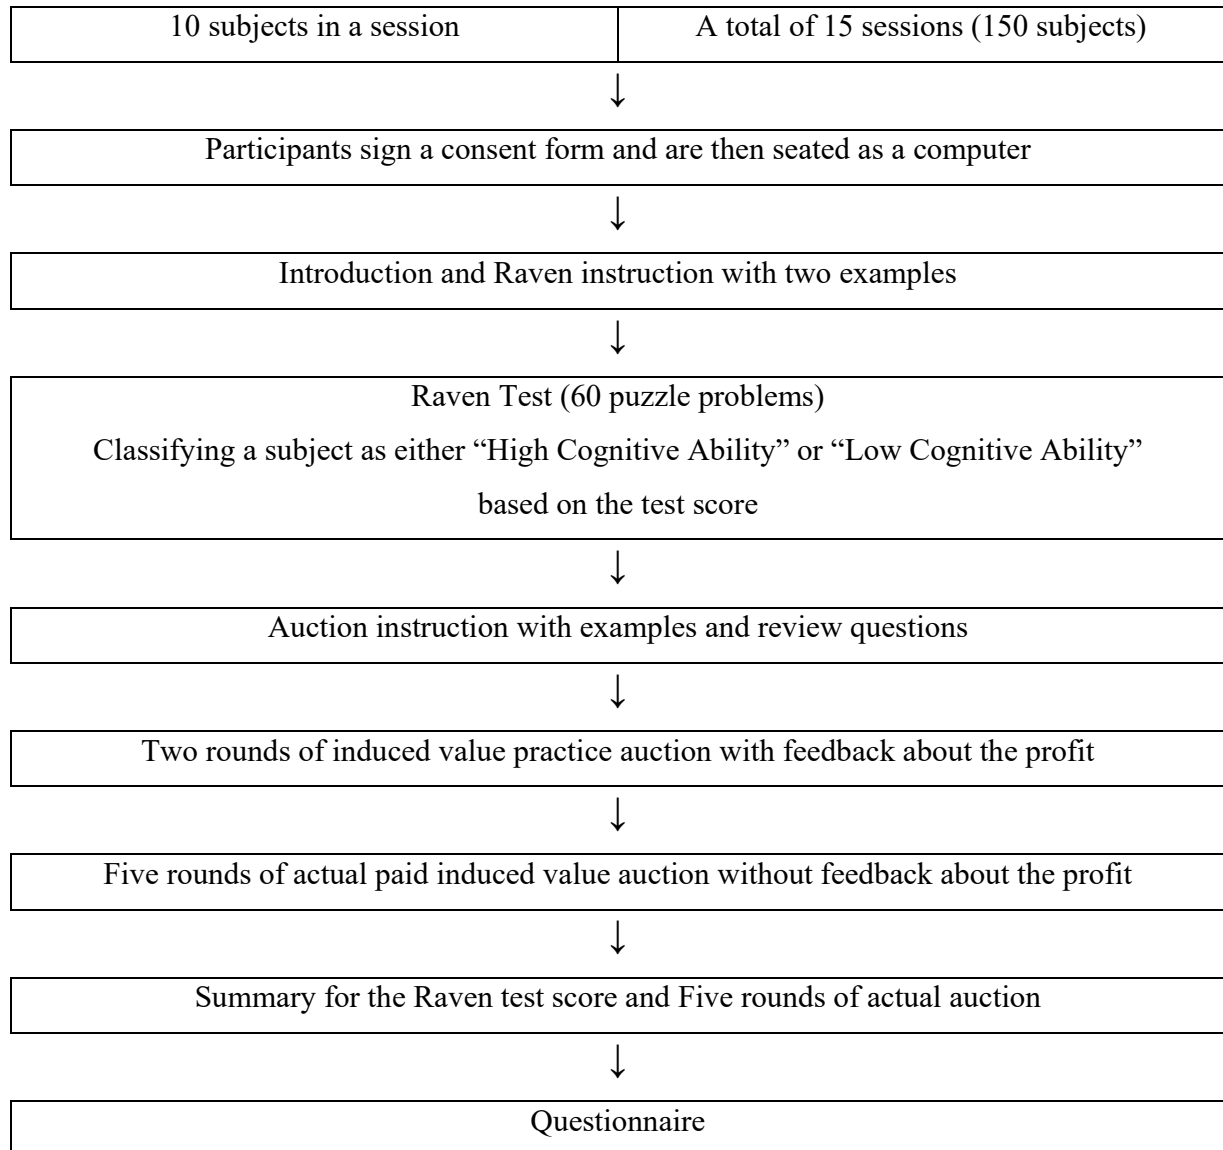 10 subjects in a session
A total of 15 sessions (150 subjects)
↓
Participants sign a consent form and are then seated as a computer
↓
Introduction and Raven instruction with two examples
↓
Raven Test (60 puzzle problems)
Classifying a subject as either “High Cognitive Ability” or “Low Cognitive Ability”
based on the test score
↓
Auction instruction with examples and review questions
↓
Two rounds of induced value practice auction with feedback about the profit
↓
Five rounds of actual paid induced value auction without feedback about the profit
↓
Summary for the Raven test score and Five rounds of actual auction
↓
Questionnaire